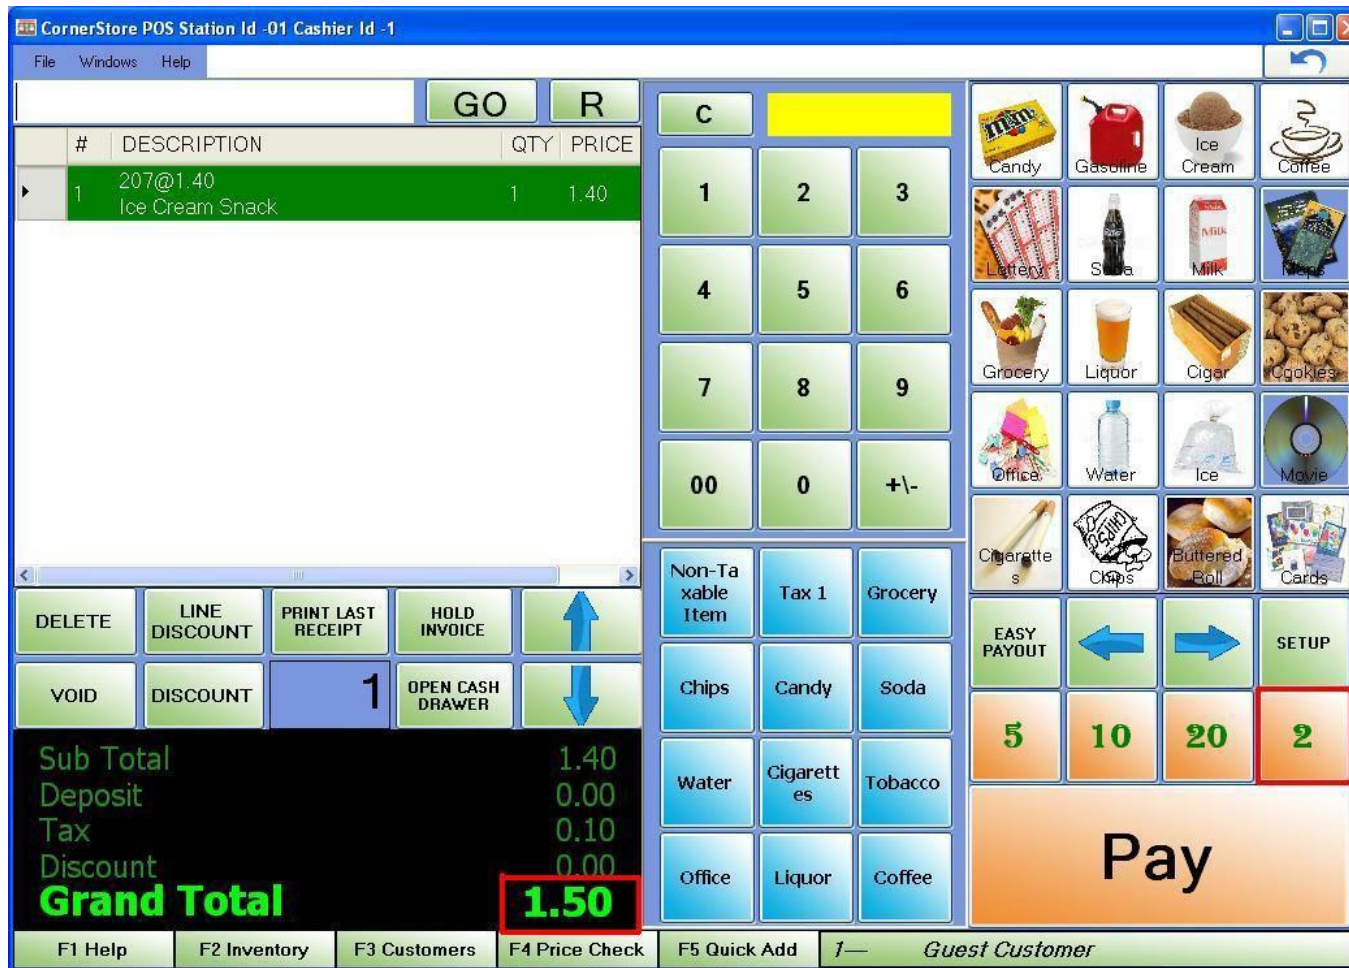 CornerStore POS Station Id -01 Cashier Id -1
File Windows Help
GO R
# DESCRIPTION QTY PRICE
1 207@1.40 1 1.40
Ice Cream Snack
DELETE
LINE
DISCOUNT
PRINT LAST
RECEIPT
HOLD
INVOICE
VOID
DISCOUNT
1
OPEN CASH
DRAWER
Sub Total 1.40
Deposit 0.00
Tax 0.10
Discount 0.00
Grand Total 1.50
C
1 2 3
4 5 6
7 8 9
00 0 +\-
Non-Ta
xable
Item
Tax 1
Grocery
Chips
Candy
Soda
Water
Cigarett
es
Tobacco
Office
Liquor
Coffee
m&m's
Candy
Gasoline
Ice
Cream
Coffee
Lottery
Soda
Milk
Milk
Maps
Grocery
Liquor
Cigar
Cookies
Office
Water
Ice
Movie
Cigarette
s
CHIPS
Chips
Buttered
Roll
Cards
EASY
PAYOUT
SETUP
5 10 20 2
Pay
F1 Help F2 Inventory F3 Customers F4 Price Check F5 Quick Add 1— Guest Customer